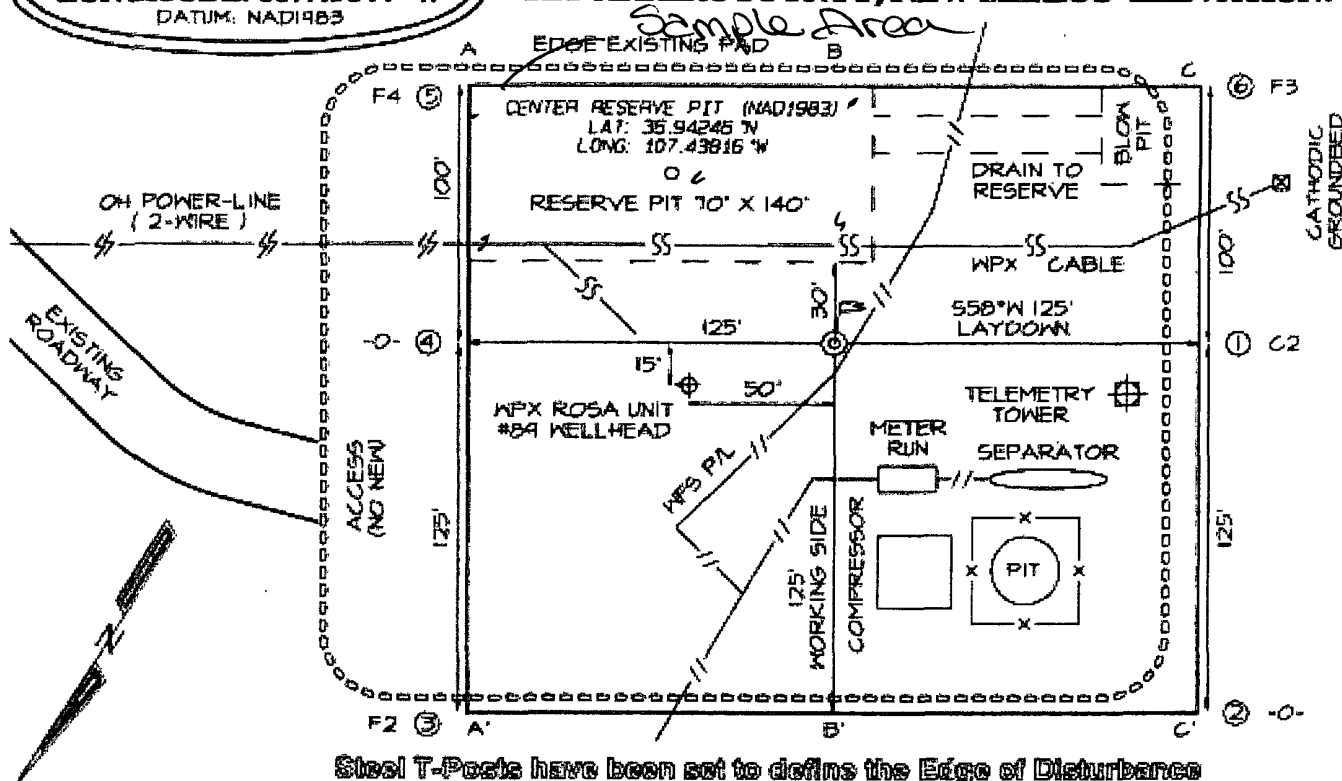 DATUM: NAD1983
Sample Area
A
EDGE EXISTING PAD
B
C
F4 ⑤
⑥ F3
CENTER RESERVE PIT (NAD1983)
LAT: 36.94246 °N
LONG: 107.43816 °W
RESERVE PIT 70' X 140'
BLOW
PIT
DRAIN TO
RESERVE
CATHODIC
GROUNDBED
100'
100'
OH POWER-LINE
( 2-WIRE )
WPX CABLE
30'
S58°W 125'
LAYDOWN
125'
EXISTING
ROADWAY
-0- ④
① C2
15'
50'
WPX ROSA UNIT
#89 WELLHEAD
TELEMETRY
TOWER
METER
RUN
SEPARATOR
ACCESS
(NO NEW)
WFS P/L
125'
125'
WORKING SIDE
COMPRESSOR
PIT
125'
N
F2 ③
A'
B'
C'
② -0-
Steel T-Posts have been set to define the Edge of Disturbance